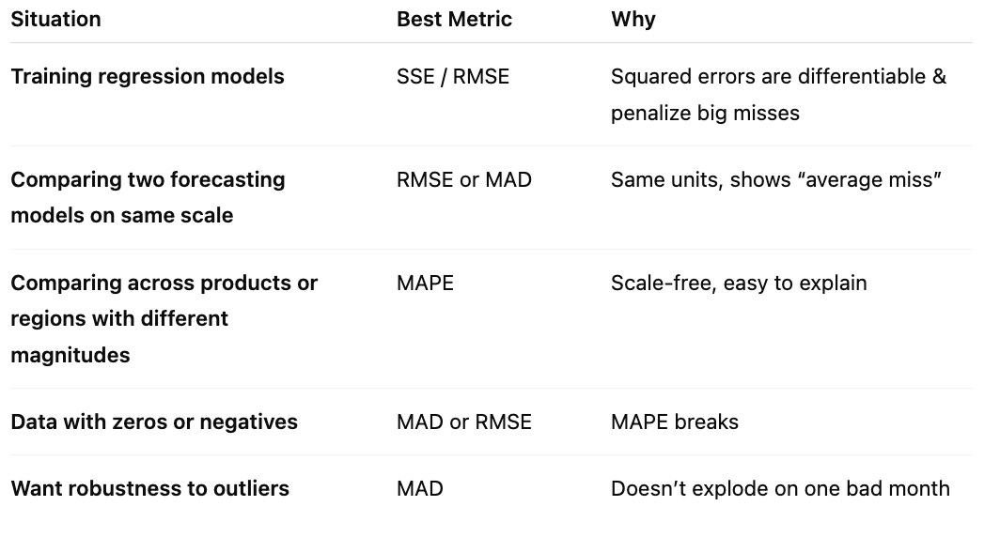 Situation Best Metric Why
Training regression models SSE / RMSE Squared errors are differentiable &
penalize big misses
Comparing two forecasting RMSE or MAD Same units, shows “average miss”
models on same scale
Comparing across products or MAPE Scale-free, easy to explain
regions with different
magnitudes
Data with zeros or negatives MAD or RMSE MAPE breaks
Want robustness to outliers MAD Doesn’t explode on one bad month